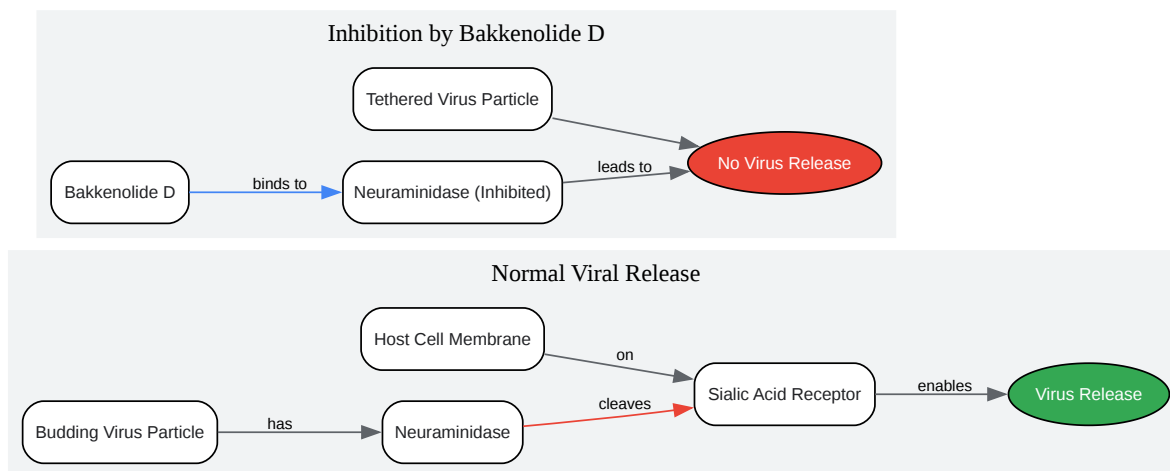 Inhibition by Bakkenolide D
Tethered Virus Particle
No Virus Release
leads to
Bakkenolide D
binds to
Neuraminidase (Inhibited)
Normal Viral Release
Host Cell Membrane
on
Sialic Acid Receptor
enables
Virus Release
cleaves
Budding Virus Particle
has
Neuraminidase